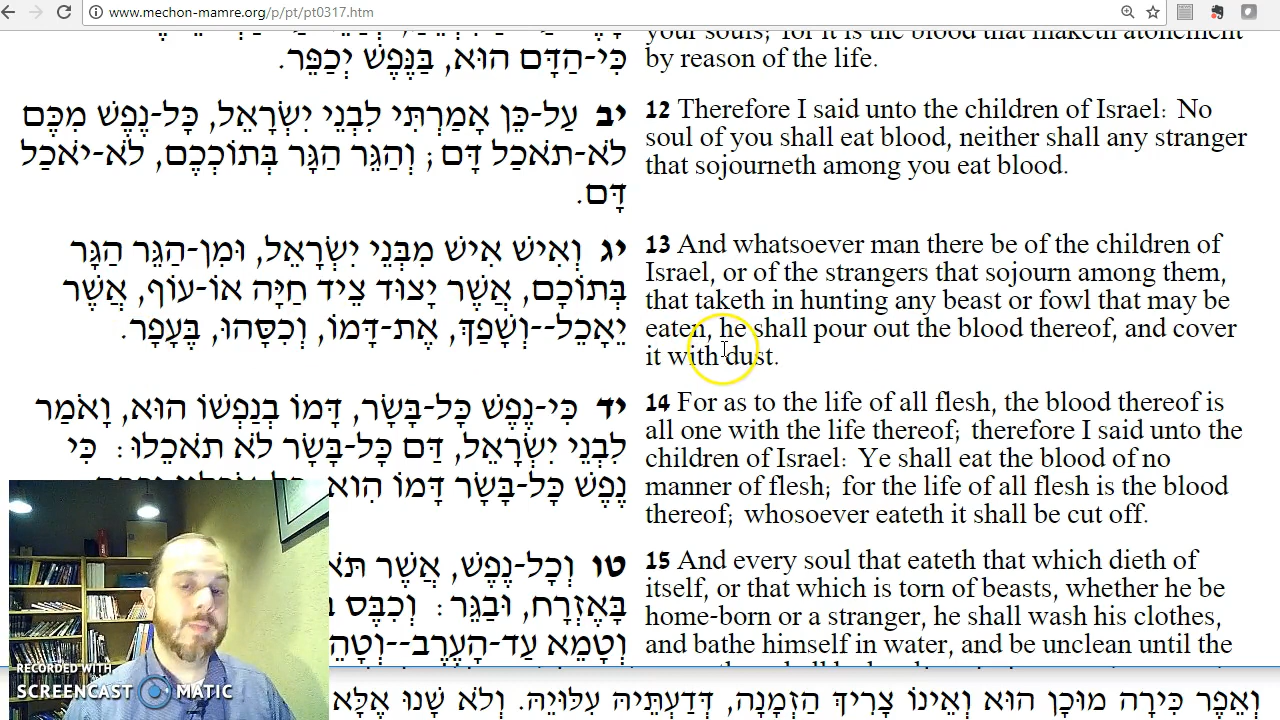 www.mechon-mamre.org/p/pt/pt0317.htm
your souls; for it is the blood that maketh atonement
כִּי-הַדָּם הוּא, בַּנֶּפֶשׁ יְכַפֵּר.
by reason of the life.
יב עַל-כֵּן אָמַרְתִּי לִבְנֵי יִשְׂרָאֵל, כָּל-נֶפֶשׁ מִכֶּם
לֹא-תֹאכַל דָּם; וְהַגֵּר הַגָּר בְּתוֹכְכֶם, לֹא-יֹאכַל
דָּם.
12 Therefore I said unto the children of Israel: No
soul of you shall eat blood, neither shall any stranger
that sojourneth among you eat blood.
יג וְאִישׁ אִישׁ מִבְּנֵי יִשְׂרָאֵל, וּמִן-הַגֵּר הַגָּר
בְּתוֹכָם, אֲשֶׁר יָצוּד צֵיד חַיָּה אוֹ-עוֹף, אֲשֶׁר
יֵאָכֵל--וְשָׁפַךְ, אֶת-דָּמוֹ, וְכִסָּהוּ, בֶּעָפָר.
13 And whatsoever man there be of the children of
Israel, or of the strangers that sojourn among them,
that taketh in hunting any beast or fowl that may be
eaten, he shall pour out the blood thereof, and cover
it with dust.
יד כִּי-נֶפֶשׁ כָּל-בָּשָׂר, דָּמוֹ בְנַפְשׁוֹ הוּא, וָאֹמַר
לִבְנֵי יִשְׂרָאֵל, דַּם כָּל-בָּשָׂר לֹא תֹאכֵלוּ: כִּי
נֶפֶשׁ כָּל-בָּשָׂר דָּמוֹ הִוא
14 For as to the life of all flesh, the blood thereof is
all one with the life thereof; therefore I said unto the
children of Israel: Ye shall eat the blood of no
manner of flesh; for the life of all flesh is the blood
thereof; whosoever eateth it shall be cut off.
טו וְכָל-נֶפֶשׁ, אֲשֶׁר
בָּאֶזְרָח, וּבַגֵּר: וְכִבֶּס
וְטָמֵא עַד-הָעֶרֶב--וְטָהֵ
15 And every soul that eateth that which dieth of
itself, or that which is torn of beasts, whether he be
home-born or a stranger, he shall wash his clothes,
and bathe himself in water, and be unclean until the
RECORDED WITH
SCREENCAST MATIC
וְאֵפֶר כִּירָה מוּכָן הוּא וְאֵינוֹ צָרִיךְ הַזְמָנָה, דְּדַעְתֵּיהּ עִלּוּיֵהּ. וְלֹא שָׁנוּ אֶלָּא